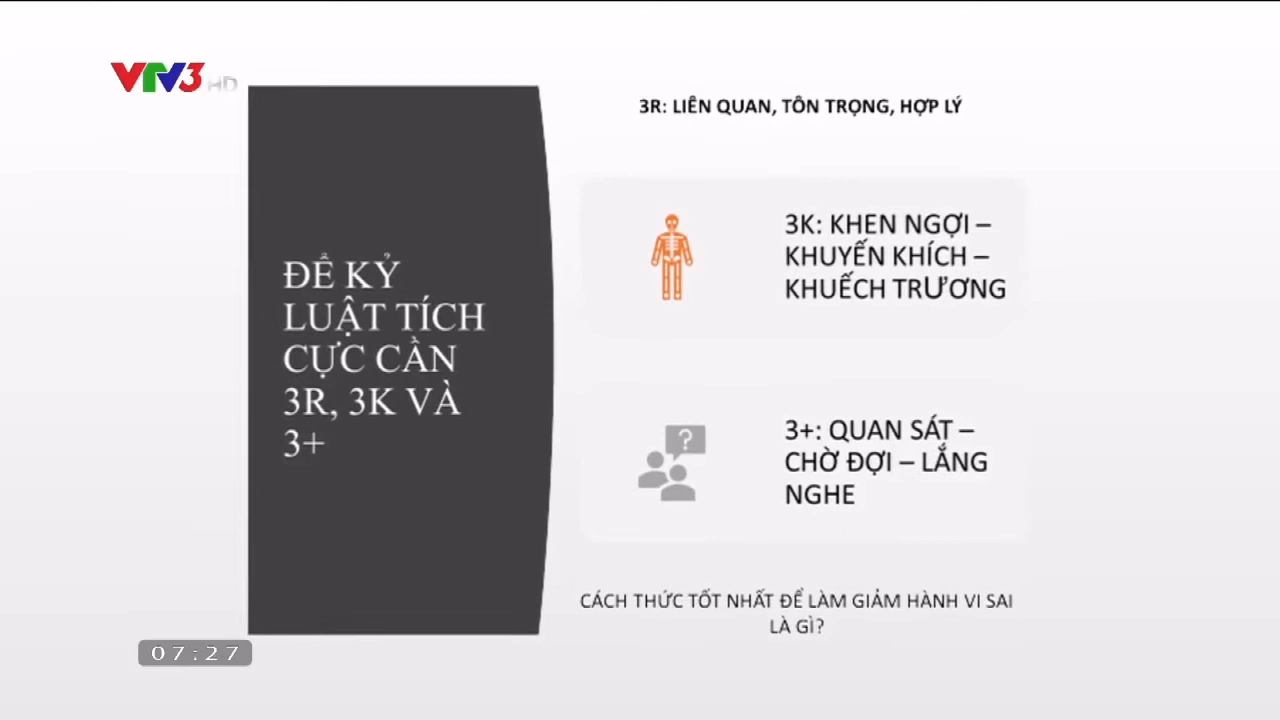 VTV3 HD
3R: LIÊN QUAN, TÔN TRỌNG, HỢP LÝ
ĐỂ KỶ
LUẬT TÍCH
CỰC CẦN
3R, 3K VÀ
3+
3K: KHEN NGỢI –
KHUYẾN KHÍCH –
KHUẾCH TRƯƠNG
?
3+: QUAN SÁT –
CHỜ ĐỢI – LẮNG
NGHE
CÁCH THỨC TỐT NHẤT ĐỂ LÀM GIẢM HÀNH VI SAI
LÀ GÌ?
07:27